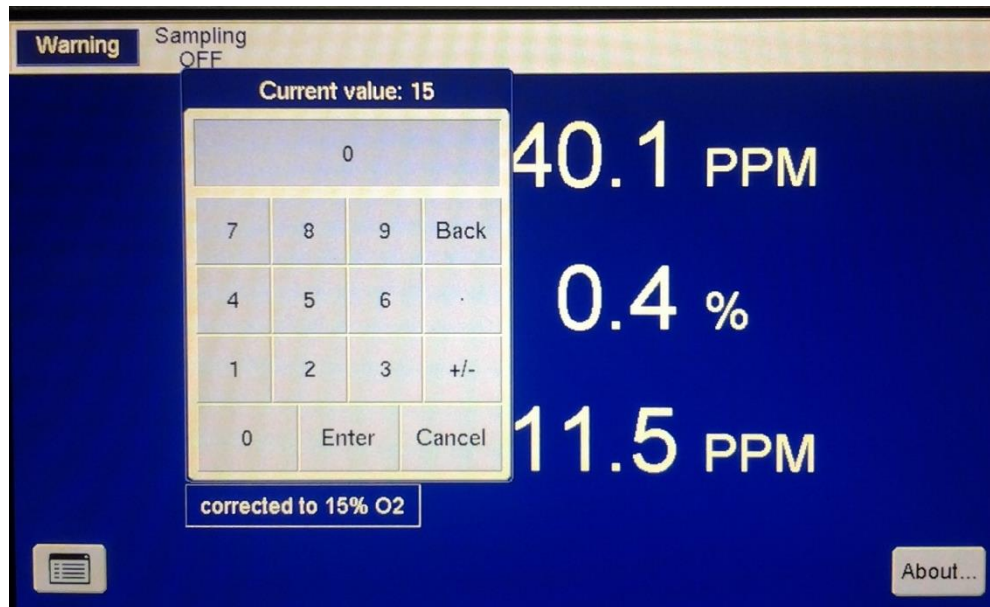 Warning
Sampling
OFF
Current value: 15
0
7 8 9 Back
4 5 6 .
1 2 3 +/-
0 Enter Cancel
40.1 PPM
0.4 %
11.5 PPM
corrected to 15% O2
About...